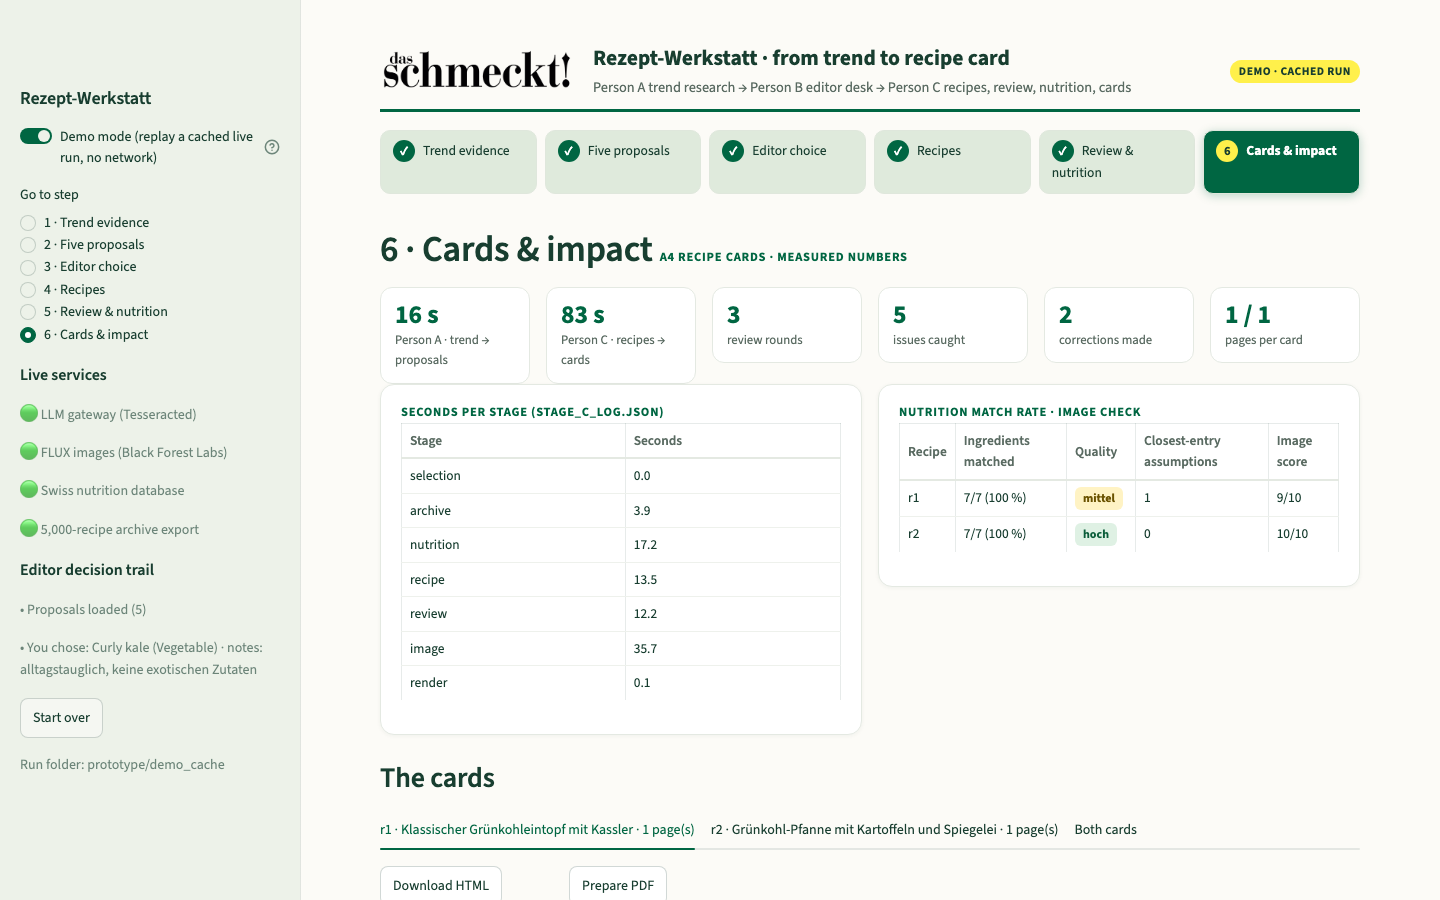 Rezept-Werkstatt
Demo mode (replay a cached live
run, no network)
?
Go to step
1 · Trend evidence
2 · Five proposals
3 · Editor choice
4 · Recipes
5 · Review & nutrition
6 · Cards & impact
Live services
LLM gateway (Tesseracted)
FLUX images (Black Forest Labs)
Swiss nutrition database
5,000-recipe archive export
Editor decision trail
• Proposals loaded (5)
• You chose: Curly kale (Vegetable) · notes:
alltagstauglich, keine exotischen Zutaten
Start over
Run folder: prototype/demo_cache
das
schmeckt!
Rezept-Werkstatt · from trend to recipe card
Person A trend research → Person B editor desk → Person C recipes, review, nutrition, cards
DEMO · CACHED RUN
✓ Trend evidence
✓ Five proposals
✓ Editor choice
✓ Recipes
✓ Review &
nutrition
6 Cards & impact
6 · Cards & impact A4 RECIPE CARDS · MEASURED NUMBERS
16 s
Person A · trend →
proposals
83 s
Person C · recipes →
cards
3
review rounds
5
issues caught
2
corrections made
1 / 1
pages per card
SECONDS PER STAGE (STAGE_C_LOG.JSON)
Stage Seconds
selection 0.0
archive 3.9
nutrition 17.2
recipe 13.5
review 12.2
image 35.7
render 0.1
NUTRITION MATCH RATE · IMAGE CHECK
Recipe Ingredients matched Quality Closest-entry assumptions Image score
r1 7/7 (100 %) mittel 1 9/10
r2 7/7 (100 %) hoch 0 10/10
The cards
r1 · Klassischer Grünkohleintopf mit Kassler · 1 page(s) r2 · Grünkohl-Pfanne mit Kartoffeln und Spiegelei · 1 page(s) Both cards
Download HTML Prepare PDF